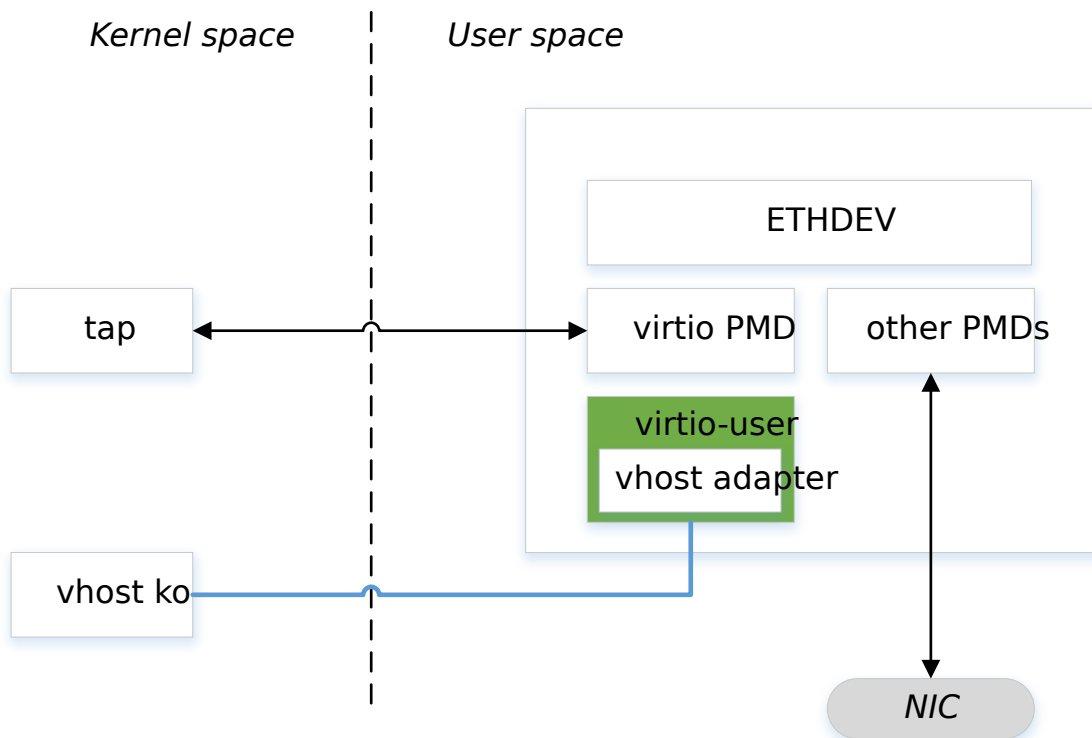 Kernel space
User space
ETHDEV
tap
virtio PMD
other PMDs
virtio-user
vhost adapter
vhost ko
NIC